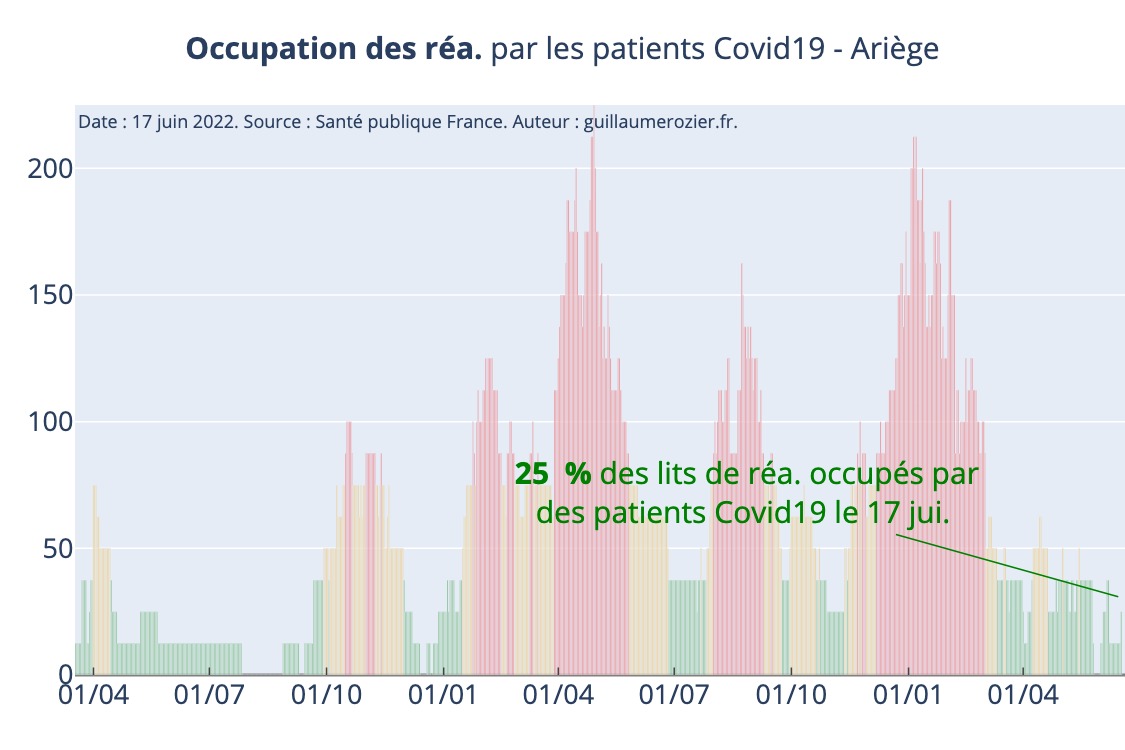 Occupation des réa. par les patients Covid19 - Ariège
Date : 17 juin 2022. Source : Santé publique France. Auteur : guillaumerozier.fr.
200
150
100
25 % des lits de réa. occupés par
des patients Covid19 le 17 jui.
50
0
01/04 01/07 01/10 01/01 01/04 01/07 01/10 01/01 01/04